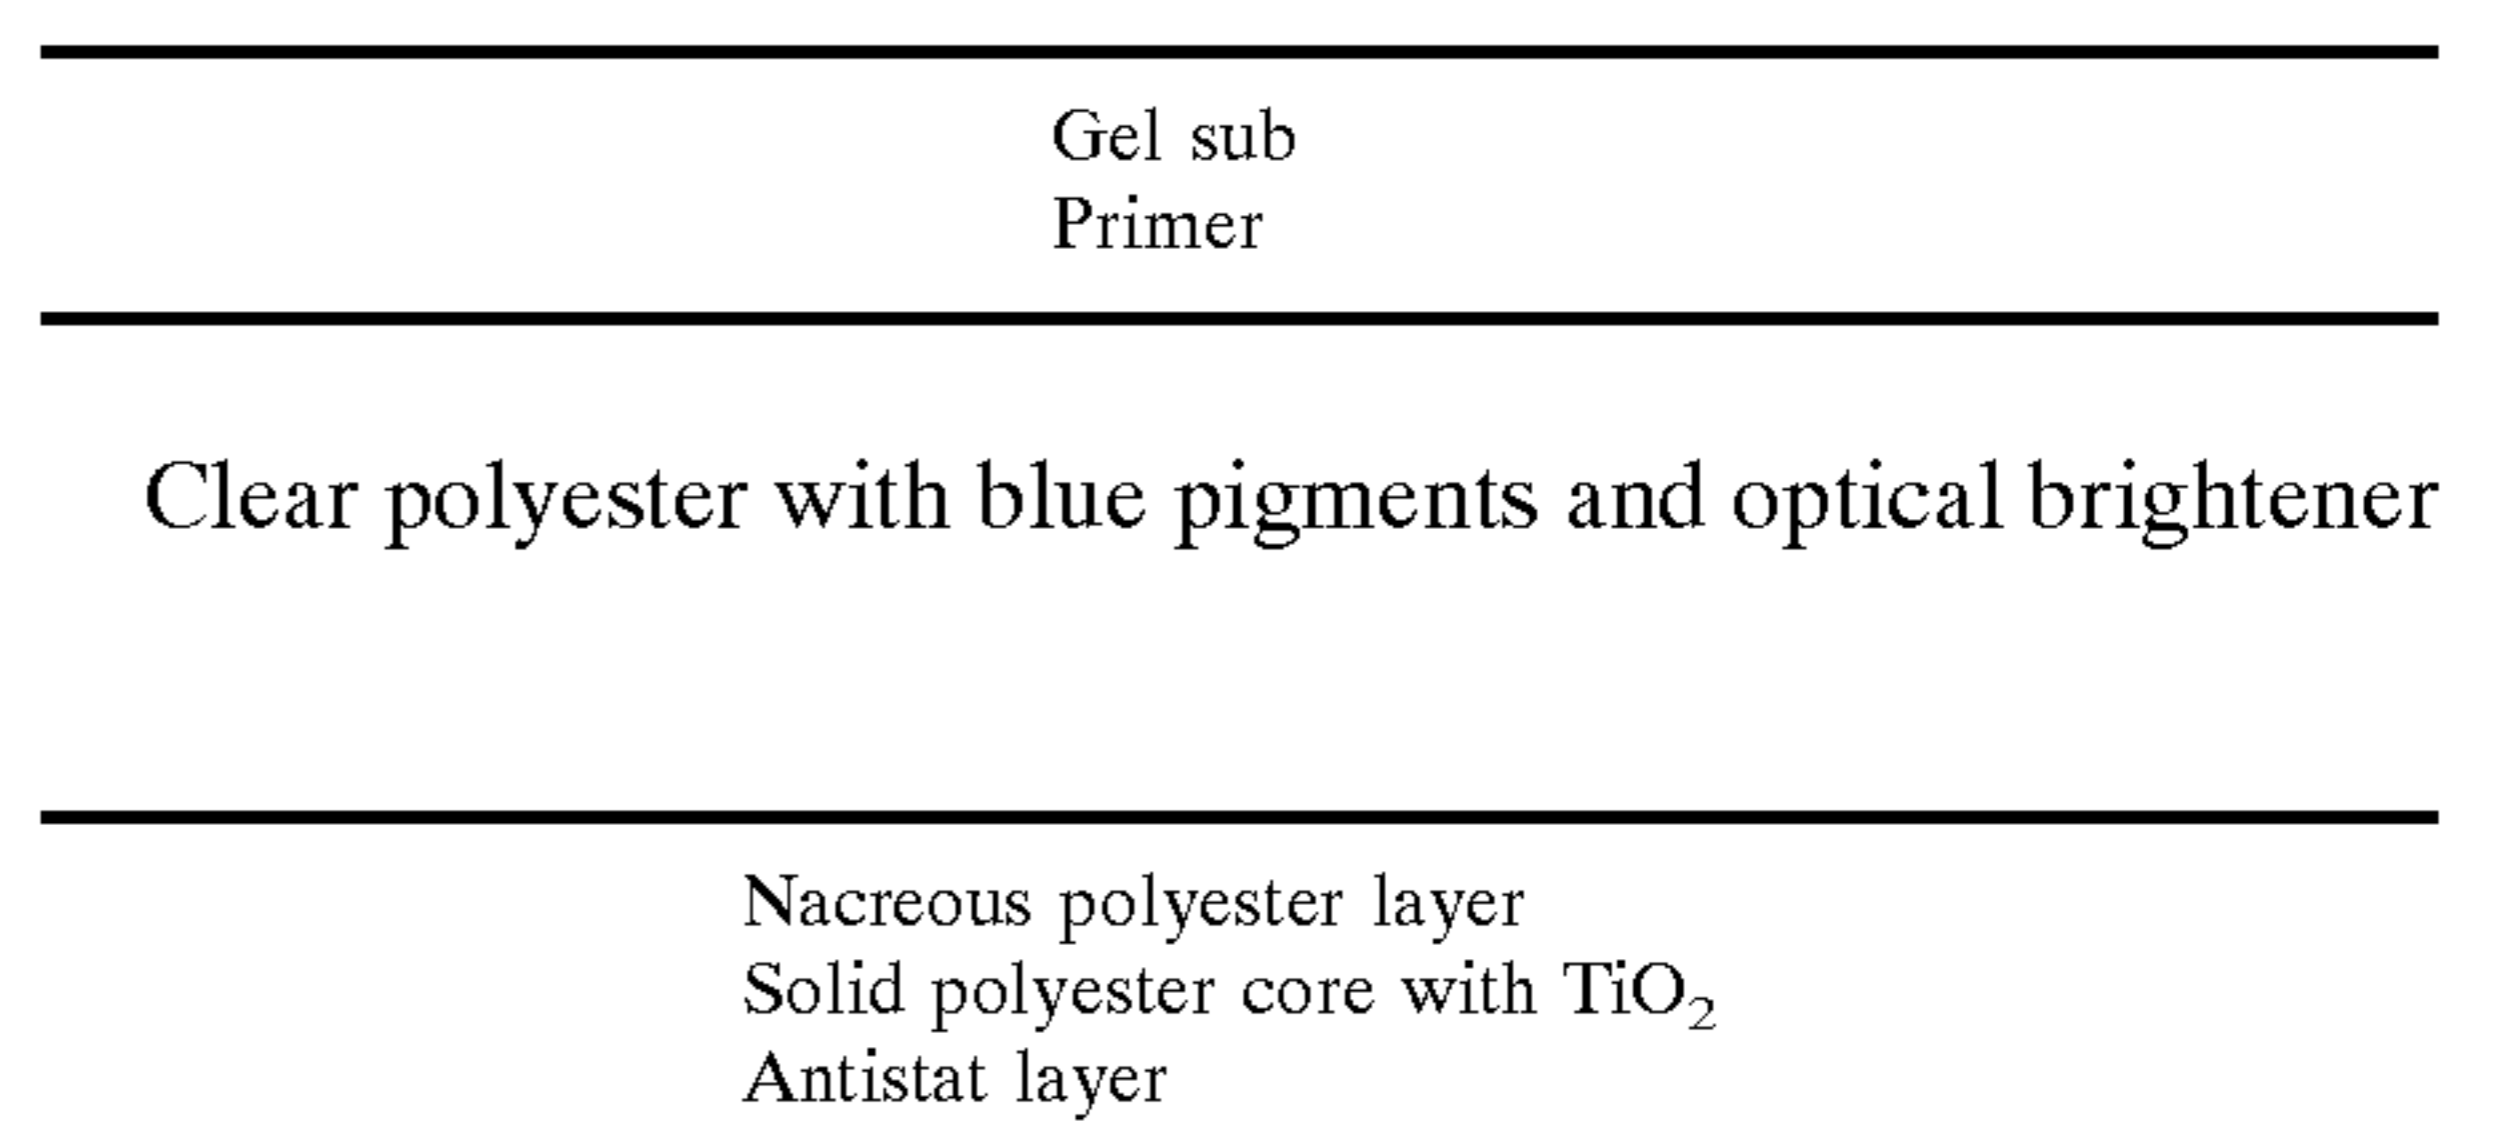 Gel sub
Primer
Clear polyester with blue pigments and optical brightener
Nacreous polyester layer
Solid polyester core with TiO₂
Antistat layer